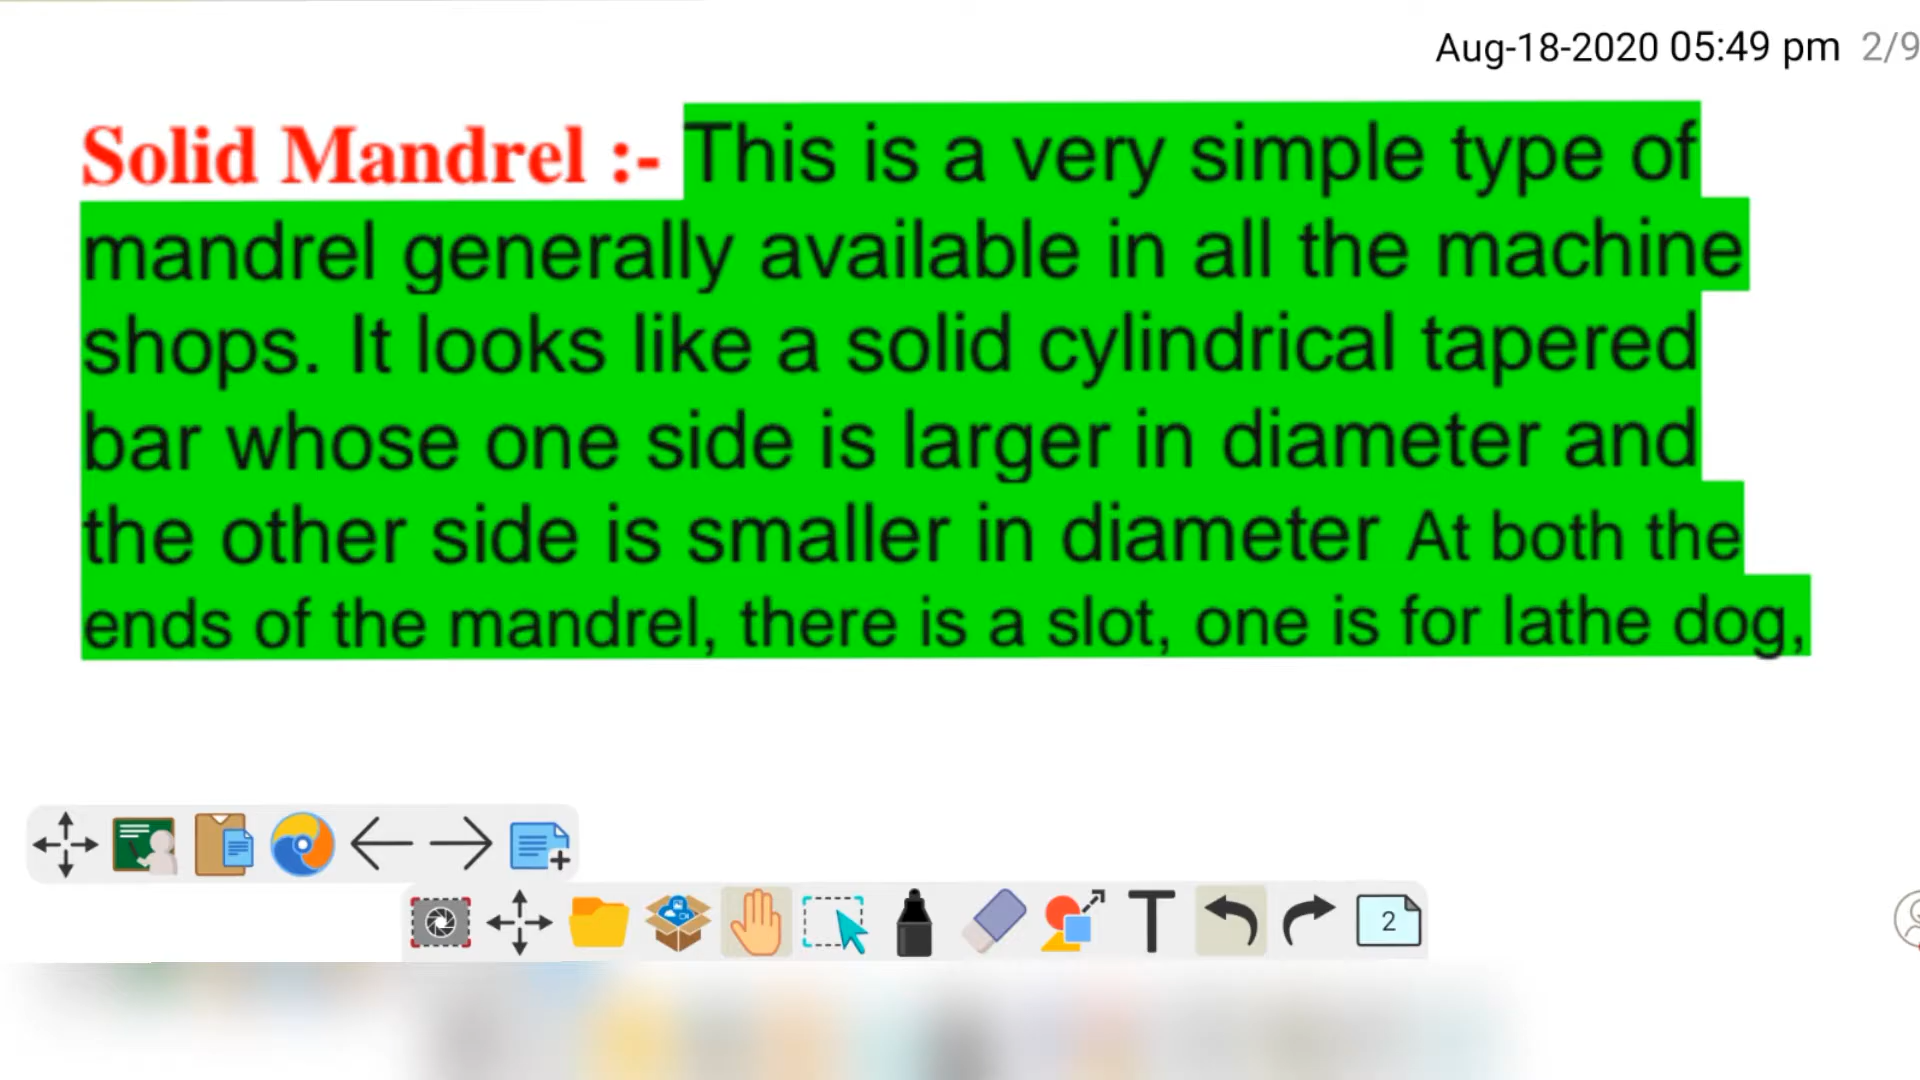 Aug-18-2020 05:49 pm 2/9
Solid Mandrel :- This is a very simple type of
mandrel generally available in all the machine
shops. It looks like a solid cylindrical tapered
bar whose one side is larger in diameter and
the other side is smaller in diameter At both the
ends of the mandrel, there is a slot, one is for lathe dog,
2